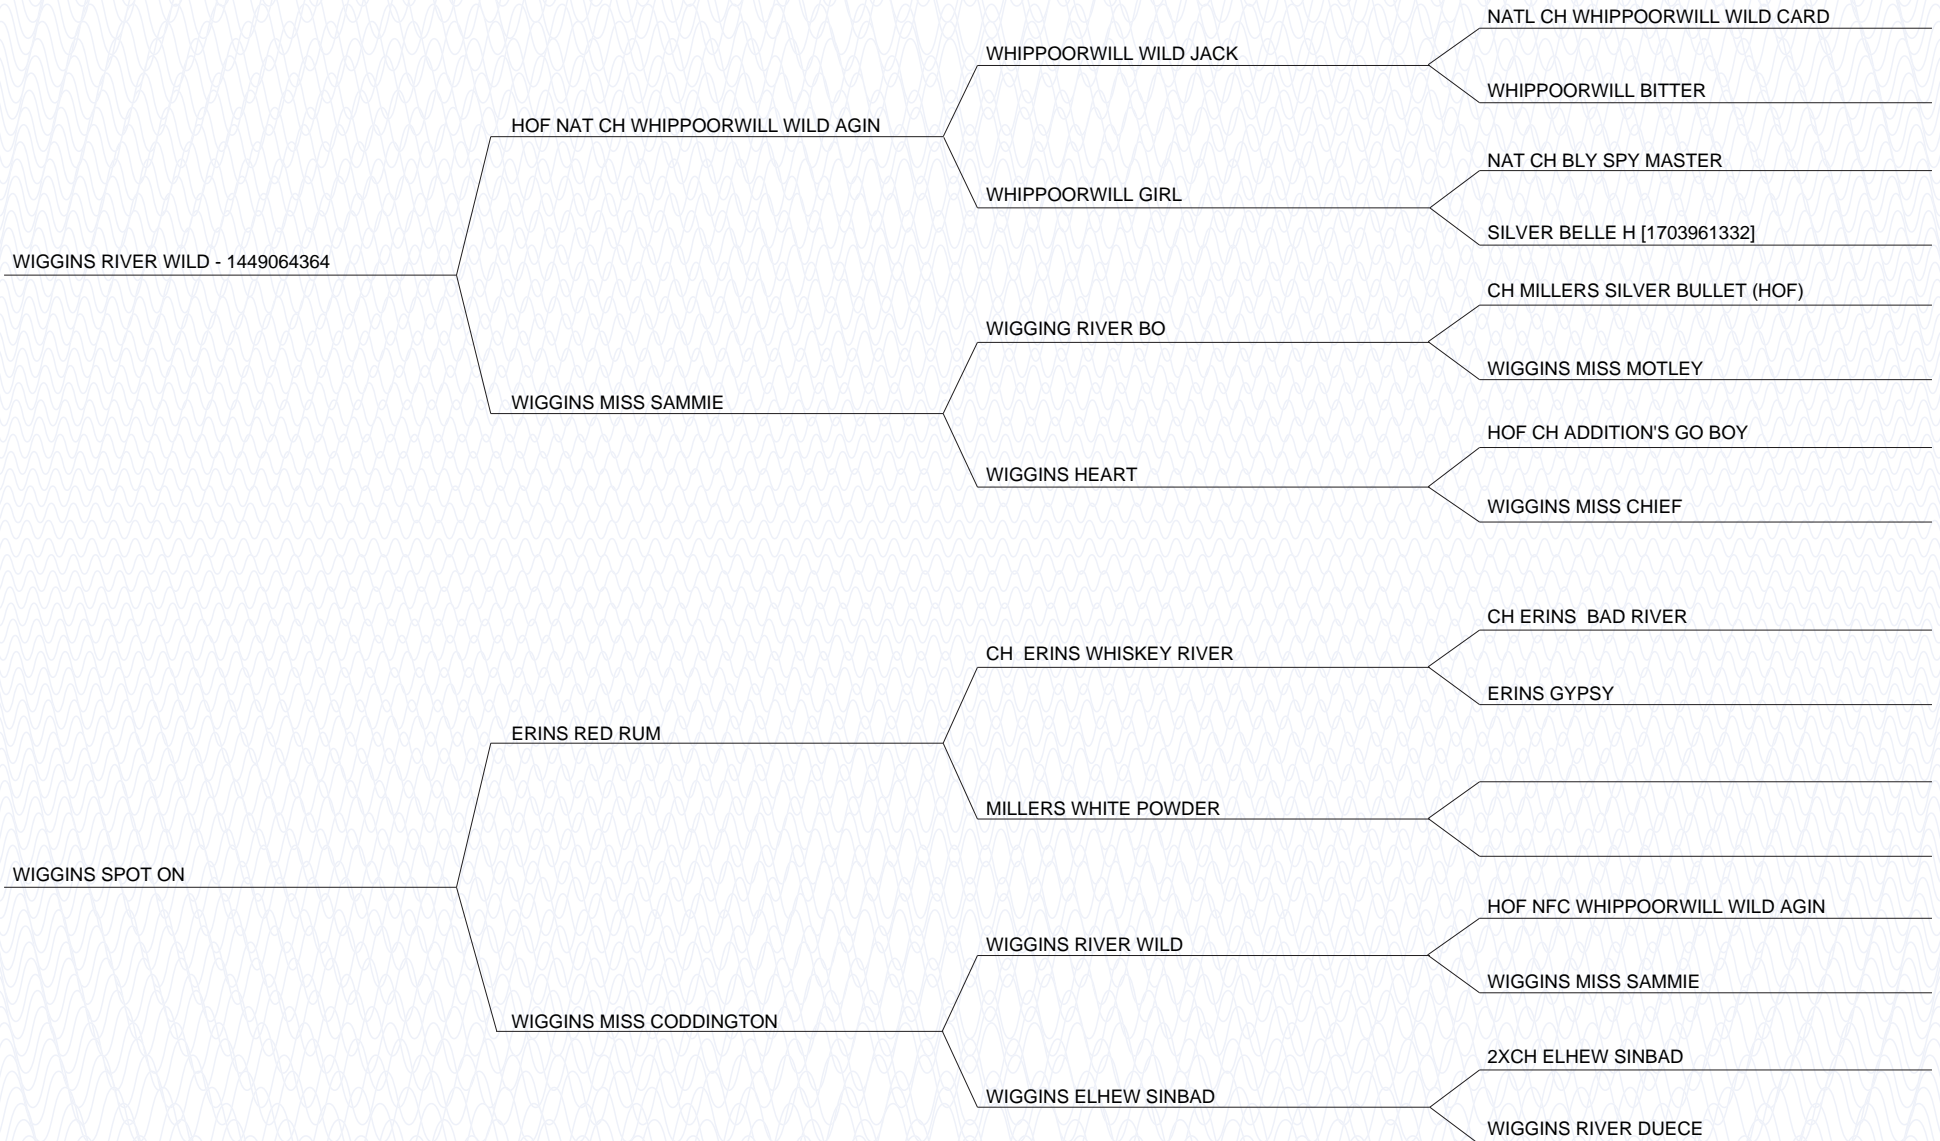 NATL CH WHIPPOORWILL WILD CARD
WHIPPOORWILL WILD JACK
WHIPPOORWILL BITTER
HOF NAT CH WHIPPOORWILL WILD AGIN
NAT CH BLY SPY MASTER
WHIPPOORWILL GIRL
SILVER BELLE H [1703961332]
WIGGINS RIVER WILD - 1449064364
CH MILLERS SILVER BULLET (HOF)
WIGGING RIVER BO
WIGGINS MISS MOTLEY
WIGGINS MISS SAMMIE
HOF CH ADDITION'S GO BOY
WIGGINS HEART
WIGGINS MISS CHIEF
CH ERINS  BAD RIVER
CH  ERINS WHISKEY RIVER
ERINS GYPSY
ERINS RED RUM
MILLERS WHITE POWDER
WIGGINS SPOT ON
HOF NFC WHIPPOORWILL WILD AGIN
WIGGINS RIVER WILD
WIGGINS MISS SAMMIE
WIGGINS MISS CODDINGTON
2XCH ELHEW SINBAD
WIGGINS ELHEW SINBAD
WIGGINS RIVER DUECE